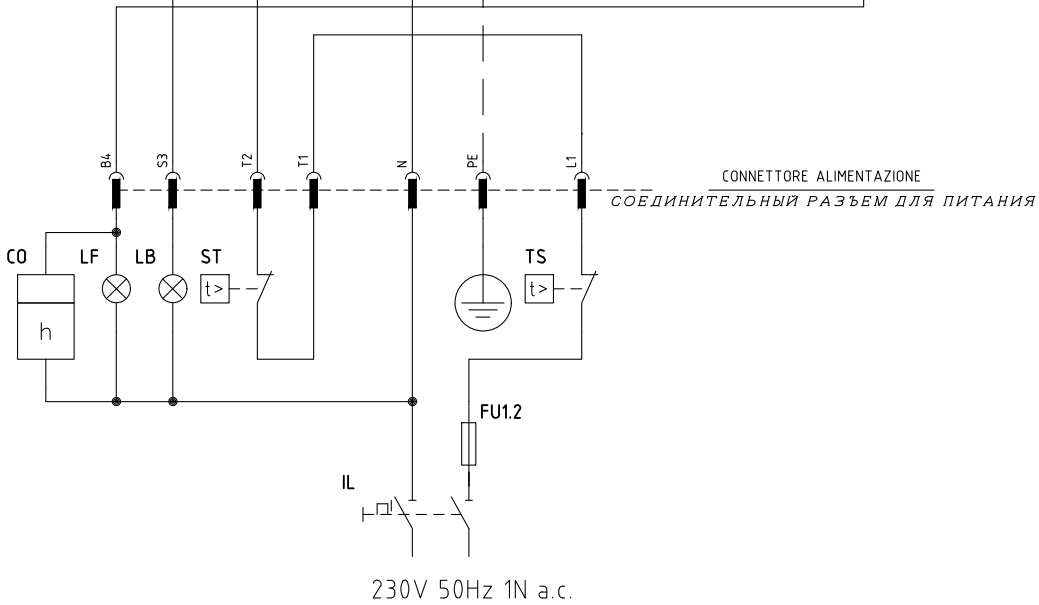 B4 S3 T2 T1 N PE L1
CONNETTORE ALIMENTAZIONE
СОЕДИНИТЕЛЬНЫЙ РАЗЪЕМ ДЛЯ ПИТАНИЯ
CO LF LB ST TS
t> t>
h
FU1.2
IL
230V 50Hz 1N a.c.